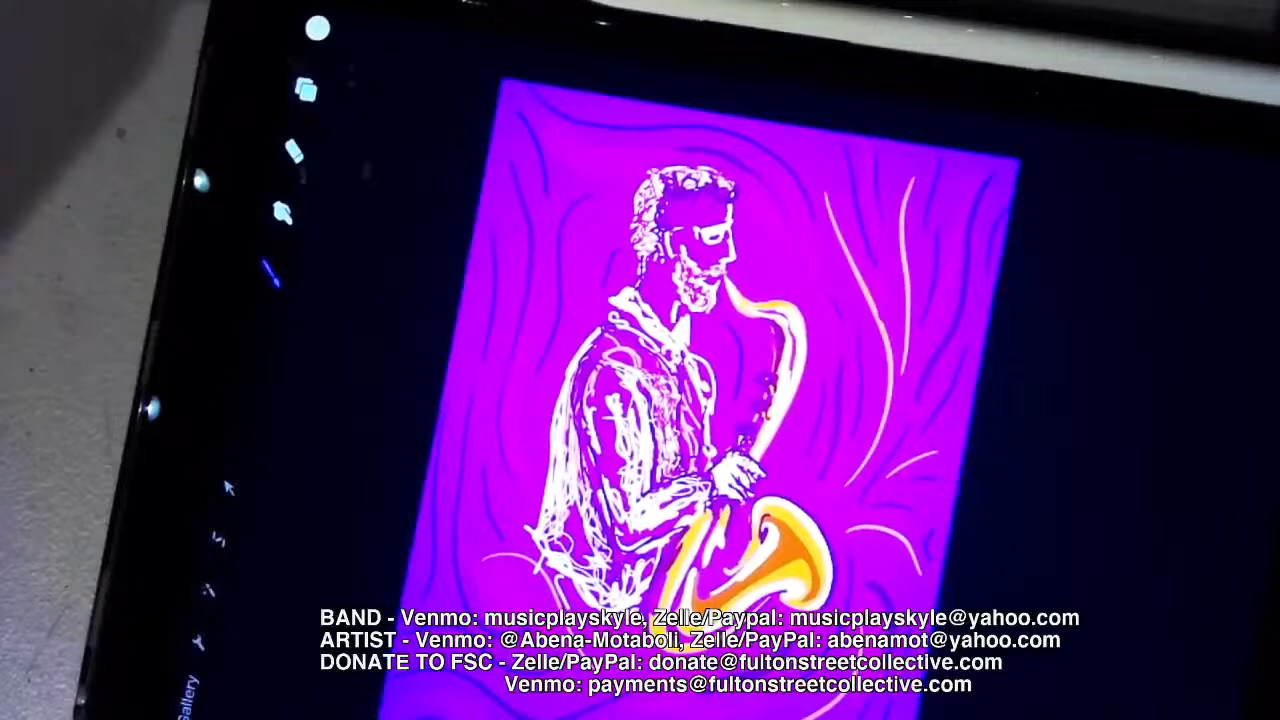 BAND - Venmo: musicplayskyle, Zelle/Paypal: musicplayskyle@yahoo.com
ARTIST - Venmo: @Abena-Motaboli, Zelle/PayPal: abenamot@yahoo.com
DONATE TO FSC - Zelle/PayPal: donate@fultonstreetcollective.com
Venmo: payments@fultonstreetcollective.com
Gallery